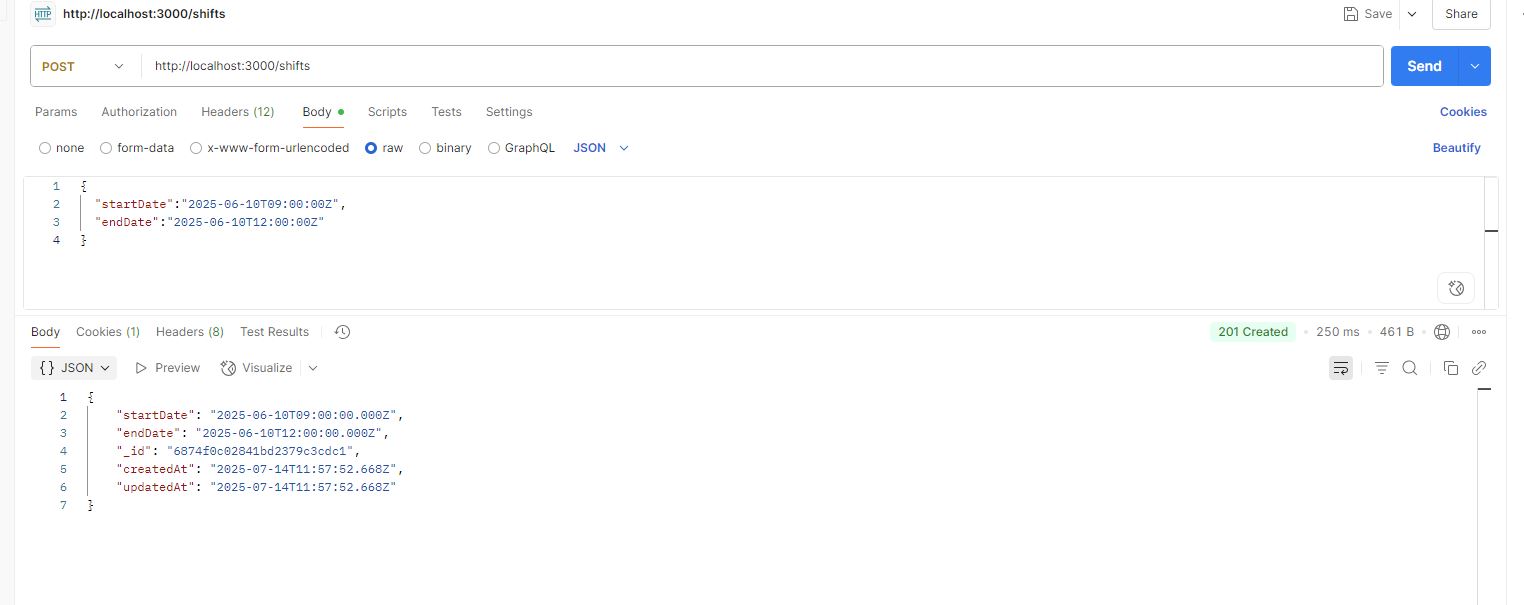 HTTP http://localhost:3000/shifts Save Share
POST http://localhost:3000/shifts Send
Params Authorization Headers (12) Body Scripts Tests Settings Cookies
none form-data x-www-form-urlencoded raw binary GraphQL JSON Beautify
1 {
2 "startDate":"2025-06-10T09:00:00Z",
3 "endDate":"2025-06-10T12:00:00Z"
4 }
Body Cookies (1) Headers (8) Test Results 201 Created • 250 ms • 461 B •
{} JSON Preview Visualize
1 {
2 "startDate": "2025-06-10T09:00:00.000Z",
3 "endDate": "2025-06-10T12:00:00.000Z",
4 "_id": "6874f0c02841bd2379c3cdc1",
5 "createdAt": "2025-07-14T11:57:52.668Z",
6 "updatedAt": "2025-07-14T11:57:52.668Z"
7 }